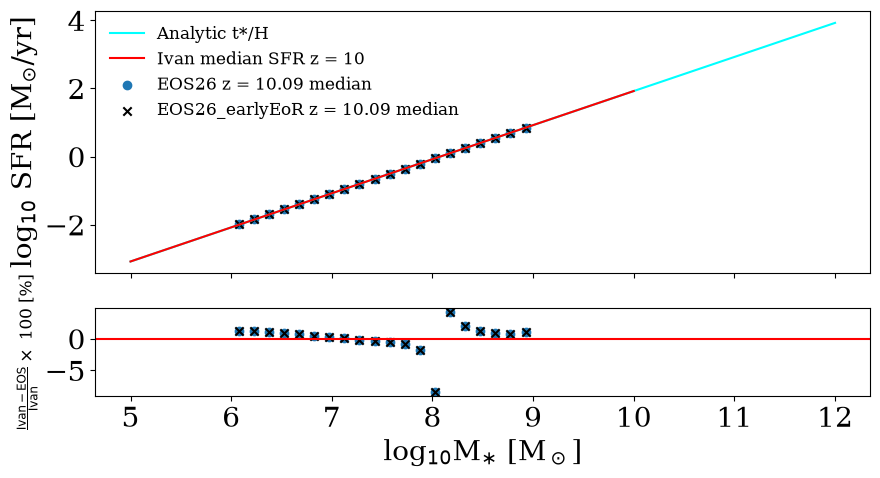 4
2
0
−2
log₁₀ SFR [M⊙/yr]
Analytic t*/H
Ivan median SFR z = 10
EOS26 z = 10.09 median
EOS26_earlyEoR z = 10.09 median
0
−5
(Ivan−EOS)/Ivan × 100 [%]
5 6 7 8 9 10 11 12
log₁₀M∗ [M⊙]